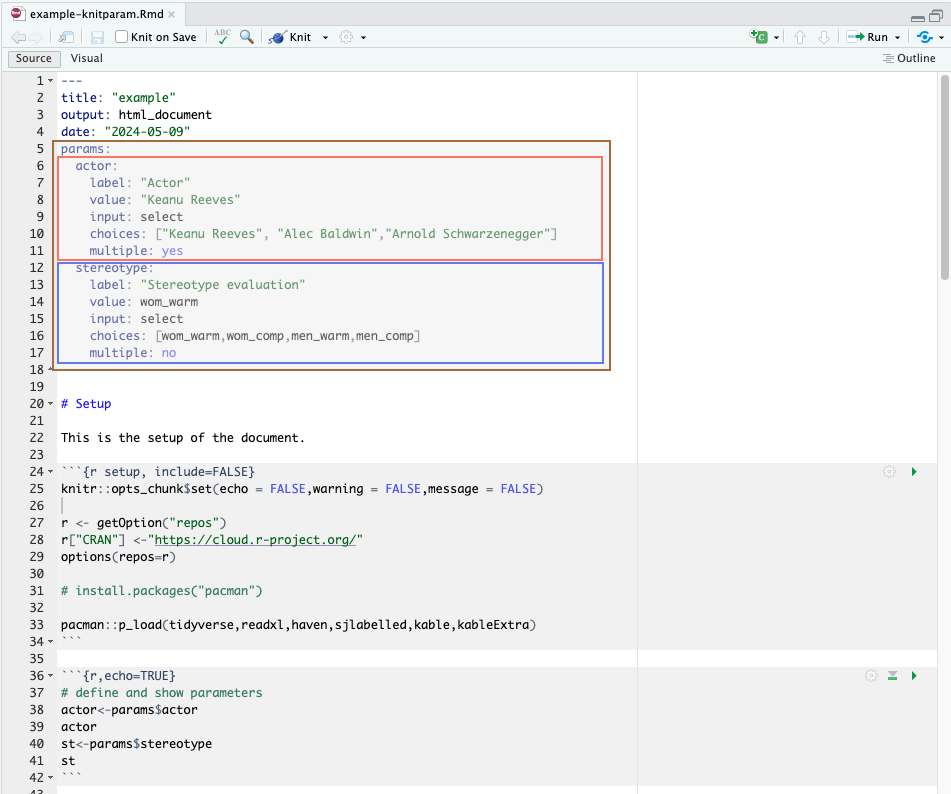 example-knitparam.Rmd
Knit on Save ABC Knit Run
Source Visual Outline
1 ---
2 title: "example"
3 output: html_document
4 date: "2024-05-09"
5 params:
6 actor:
7 label: "Actor"
8 value: "Keanu Reeves"
9 input: select
10 choices: ["Keanu Reeves", "Alec Baldwin","Arnold Schwarzenegger"]
11 multiple: yes
12 stereotype:
13 label: "Stereotype evaluation"
14 value: wom_warm
15 input: select
16 choices: [wom_warm,wom_comp,men_warm,men_comp]
17 multiple: no
18
19
20 # Setup
21
22 This is the setup of the document.
23
24 ```{r setup, include=FALSE}
25 knitr::opts_chunk$set(echo = FALSE,warning = FALSE,message = FALSE)
26
27 r <- getOption("repos")
28 r["CRAN"] <-"https://cloud.r-project.org/"
29 options(repos=r)
30
31 # install.packages("pacman")
32
33 pacman::p_load(tidyverse,readxl,haven,sjlabelled,kable,kableExtra)
34 ```
35
36 ```{r,echo=TRUE}
37 # define and show parameters
38 actor<-params$actor
39 actor
40 st<-params$stereotype
41 st
42 ```
43